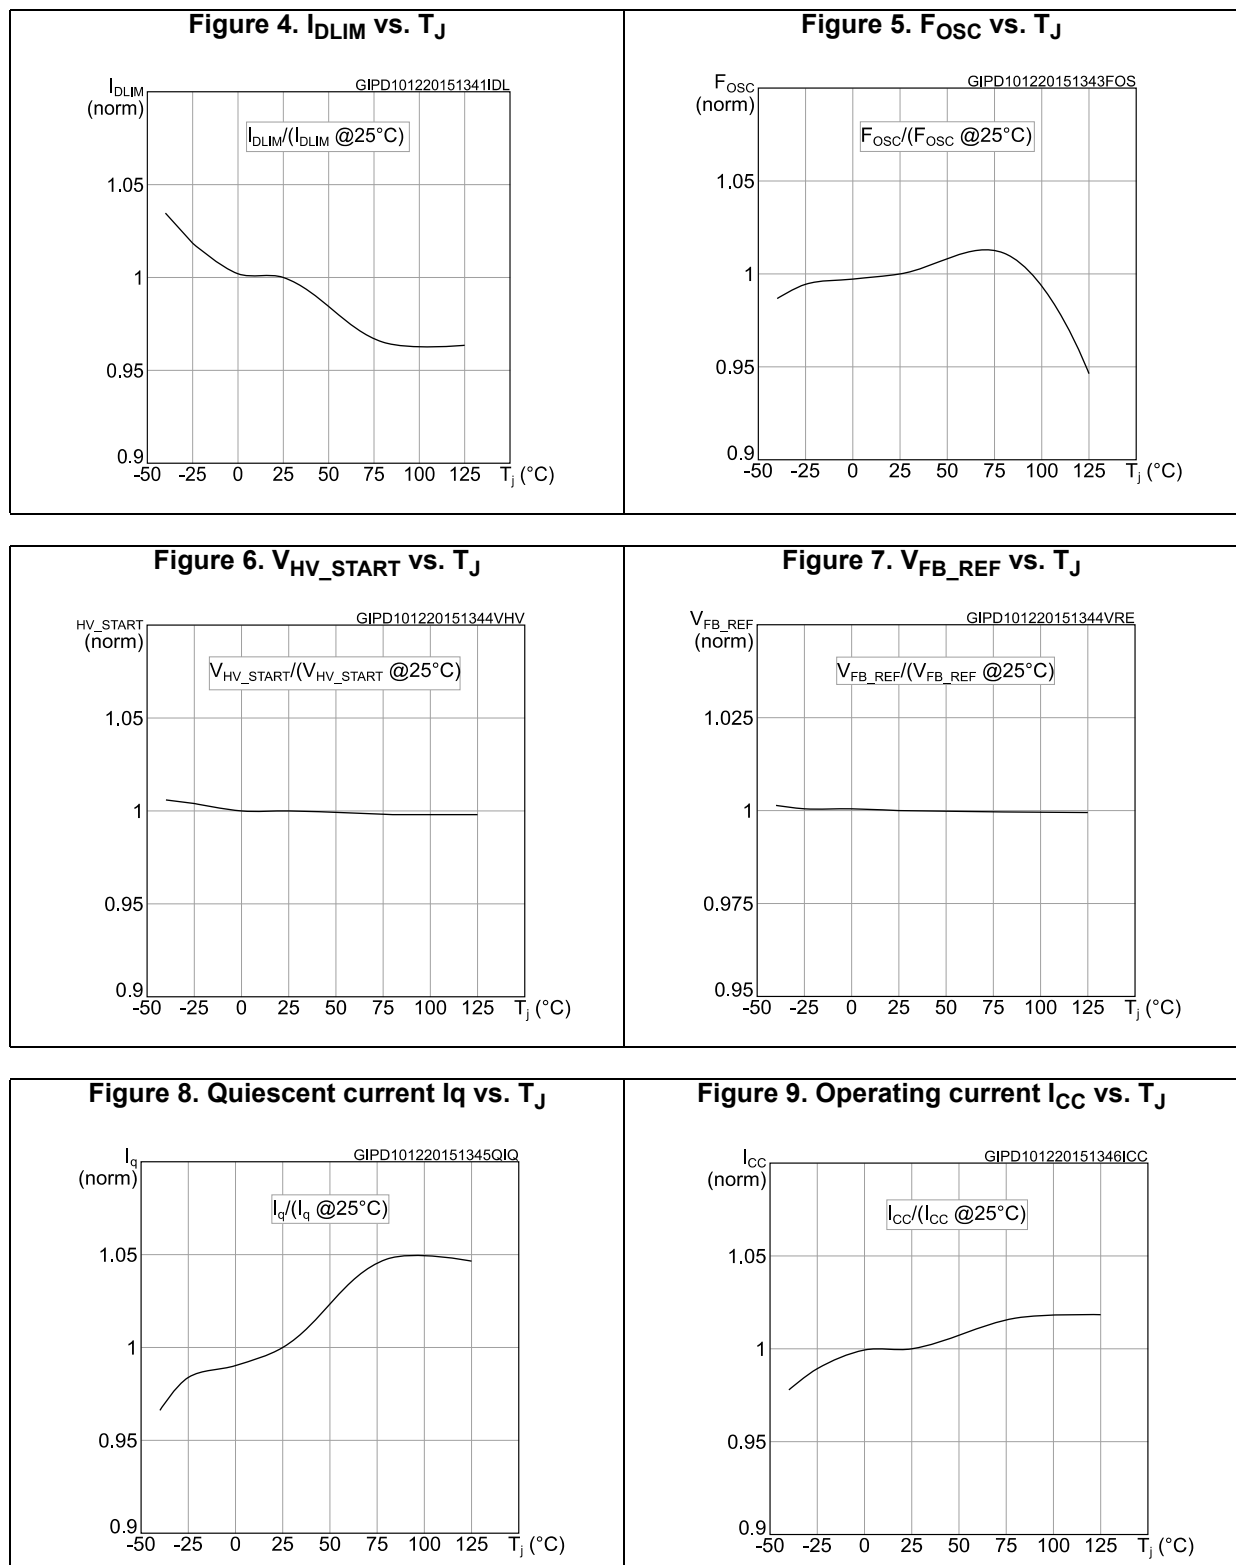 Figure 4. IDLIM vs. TJ
GIPD101220151341IDL
IDLIM
(norm)
IDLIM/(IDLIM @25°C)
1.05
1
0.95
0.9
-50 -25 0 25 50 75 100 125 Tj (°C)
Figure 5. FOSC vs. TJ
GIPD101220151343FOS
FOSC
(norm)
FOSC/(FOSC @25°C)
1.05
1
0.95
0.9
-50 -25 0 25 50 75 100 125 Tj (°C)
Figure 6. VHV_START vs. TJ
GIPD101220151344VHV
HV_START
(norm)
VHV_START/(VHV_START @25°C)
1.05
1
0.95
0.9
-50 -25 0 25 50 75 100 125 Tj (°C)
Figure 7. VFB_REF vs. TJ
GIPD101220151344VRE
VFB_REF
(norm)
VFB_REF/(VFB_REF @25°C)
1.025
1
0.975
0.95
-50 -25 0 25 50 75 100 125 Tj (°C)
Figure 8. Quiescent current Iq vs. TJ
GIPD101220151345QIQ
Iq
(norm)
Iq/(Iq @25°C)
1.05
1
0.95
0.9
-50 -25 0 25 50 75 100 125 Tj (°C)
Figure 9. Operating current ICC vs. TJ
GIPD101220151346ICC
ICC
(norm)
ICC/(ICC @25°C)
1.05
1
0.95
0.9
-50 -25 0 25 50 75 100 125 Tj (°C)